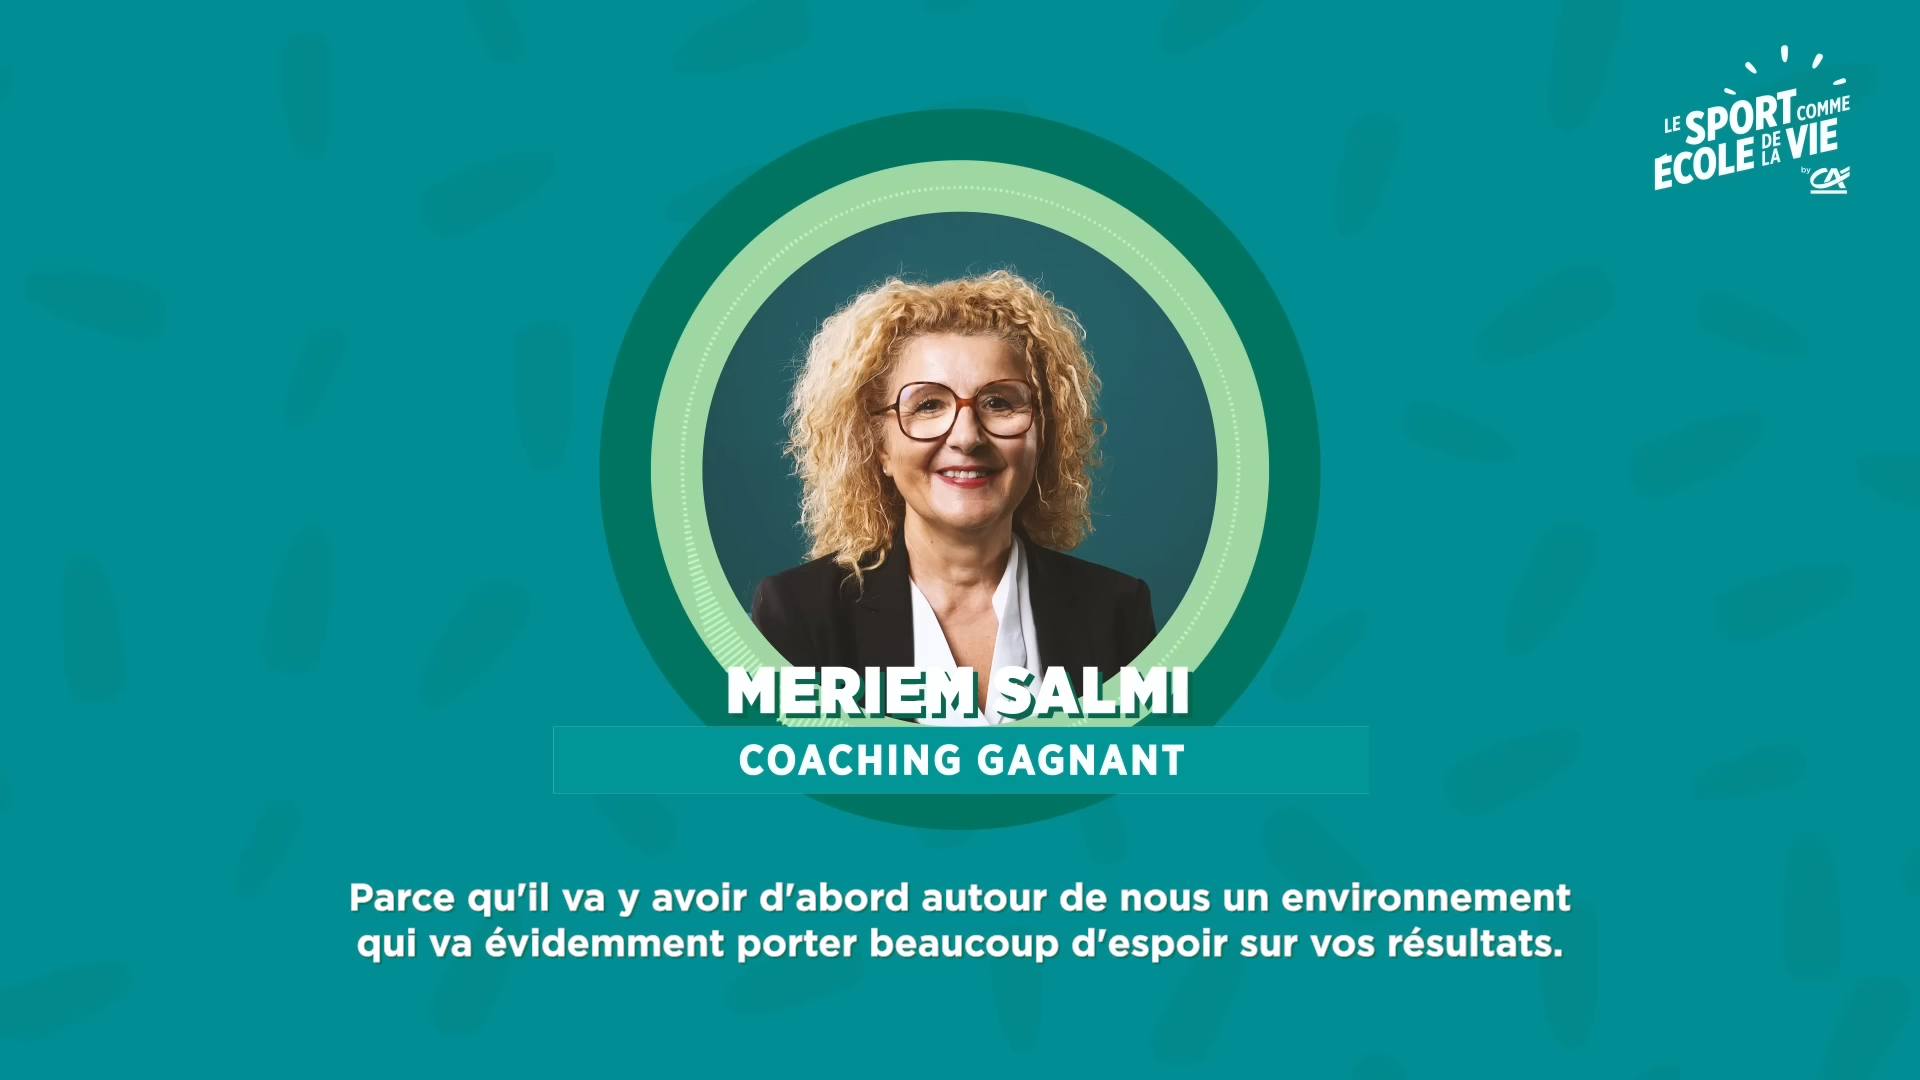 LE SPORT COMME
ÉCOLE DE LA VIE
by CA
MERIEM SALMI
COACHING GAGNANT
Parce qu'il va y avoir d'abord autour de nous un environnement
qui va évidemment porter beaucoup d'espoir sur vos résultats.